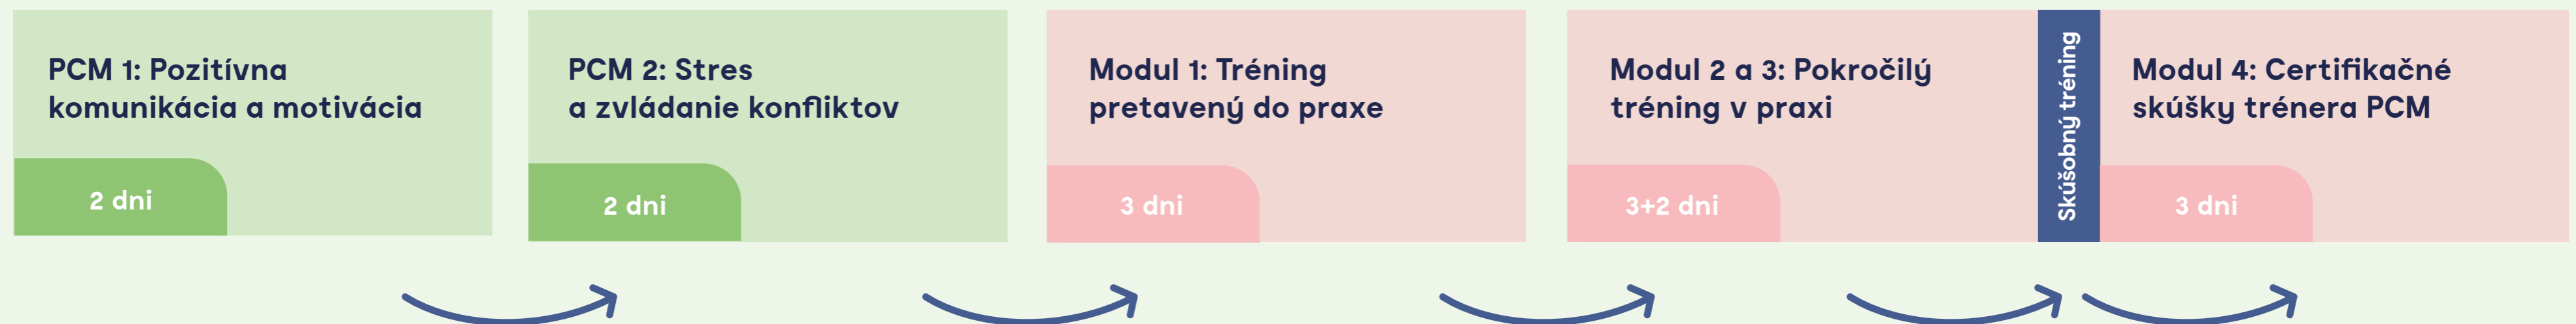 PCM 1: Pozitívna
komunikácia a motivácia
2 dni
PCM 2: Stres
a zvládanie konfliktov
2 dni
Modul 1: Tréning
pretavený do praxe
3 dni
Modul 2 a 3: Pokročilý
tréning v praxi
3+2 dni
Skúšobný tréning
Modul 4: Certifikačné
skúšky trénera PCM
3 dni